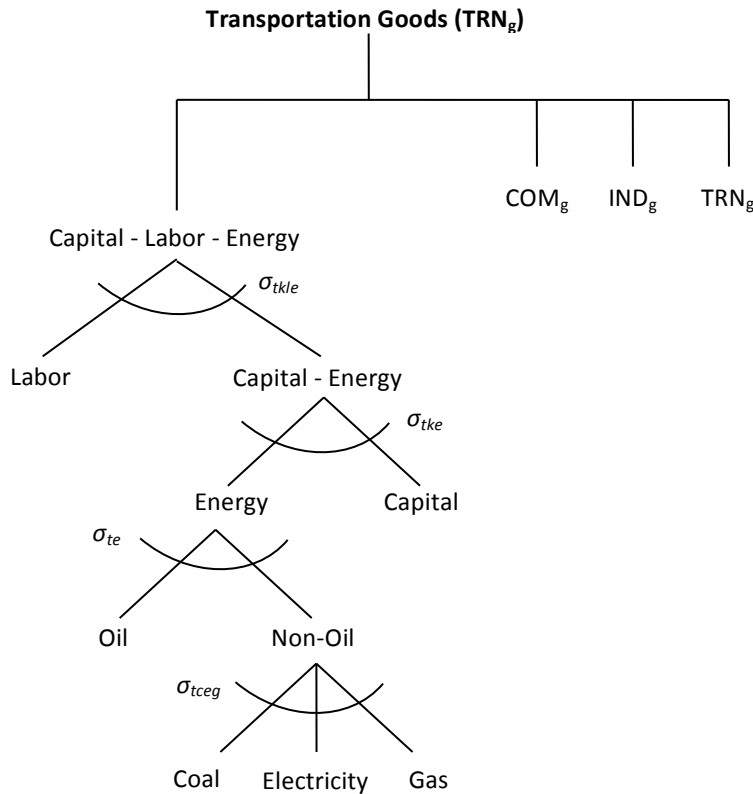 Transportation Goods (TRNg)
COMg INDg TRNg
Capital - Labor - Energy
σtkle
Labor
Capital - Energy
σtke
Energy
Capital
σte
Oil
Non-Oil
σtceg
Coal
Electricity
Gas